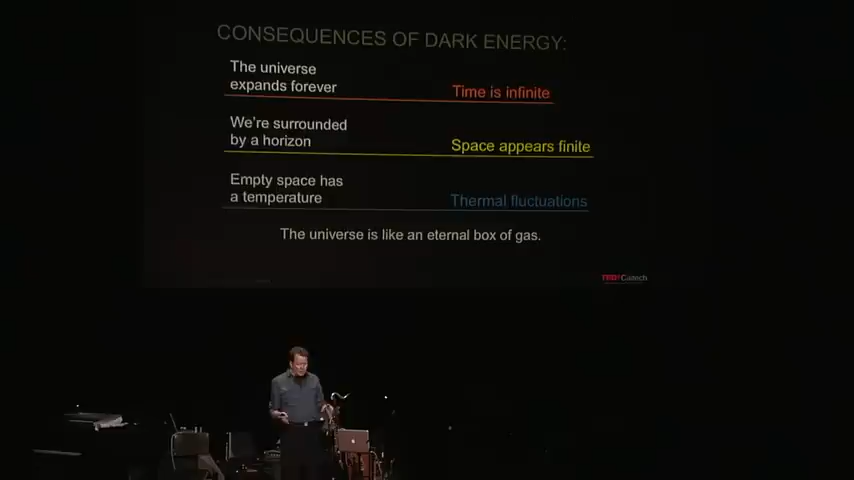 CONSEQUENCES OF DARK ENERGY:
The universe
expands forever
Time is infinite
We're surrounded
by a horizon
Space appears finite
Empty space has
a temperature
Thermal fluctuations
The universe is like an eternal box of gas.
TEDxCaltech